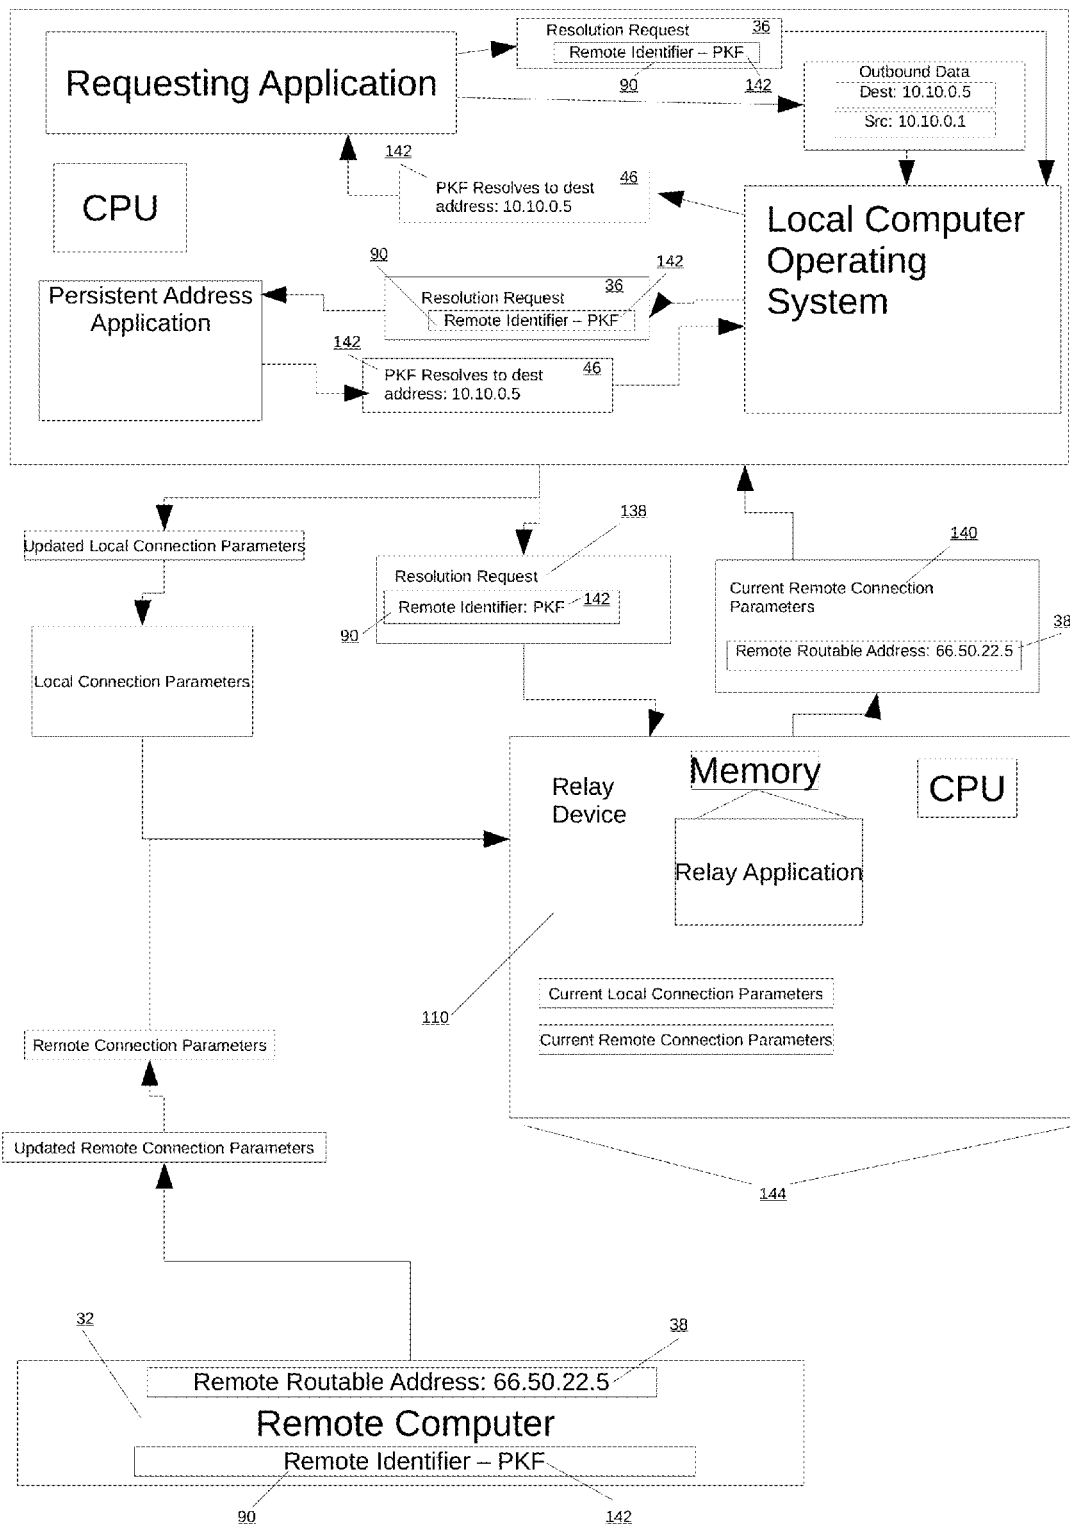 Resolution Request 36
Remote Identifier – PKF
90 142
Requesting Application
Outbound Data
Dest: 10.10.0.5
Src: 10.10.0.1
142
PKF Resolves to dest 46
address: 10.10.0.5
CPU
Local Computer
Operating
System
90 142
Resolution Request 36
Remote Identifier – PKF
Persistent Address
Application
142
PKF Resolves to dest 46
address: 10.10.0.5
Updated Local Connection Parameters
138
Resolution Request
Remote Identifier: PKF 142
90
140
Current Remote Connection
Parameters
38
Remote Routable Address: 66.50.22.5
Local Connection Parameters
Relay
Device
Memory
CPU
Relay Application
Current Local Connection Parameters
110
Current Remote Connection Parameters
Remote Connection Parameters
Updated Remote Connection Parameters
144
32
38
Remote Routable Address: 66.50.22.5
Remote Computer
Remote Identifier – PKF
90 142